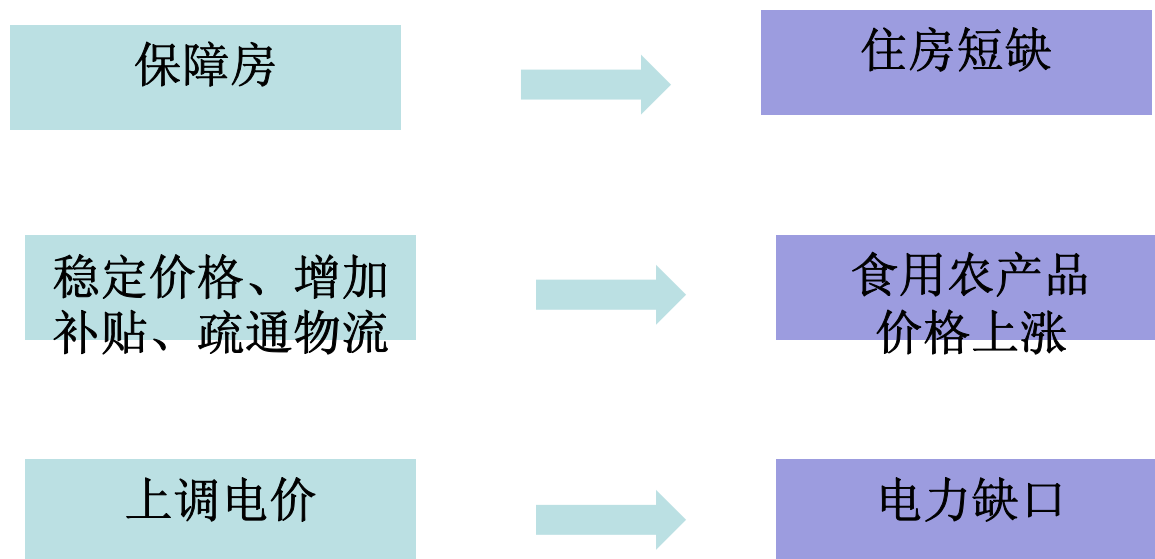 保障房
住房短缺
稳定价格、增加
补贴、疏通物流
食用农产品
价格上涨
上调电价
电力缺口